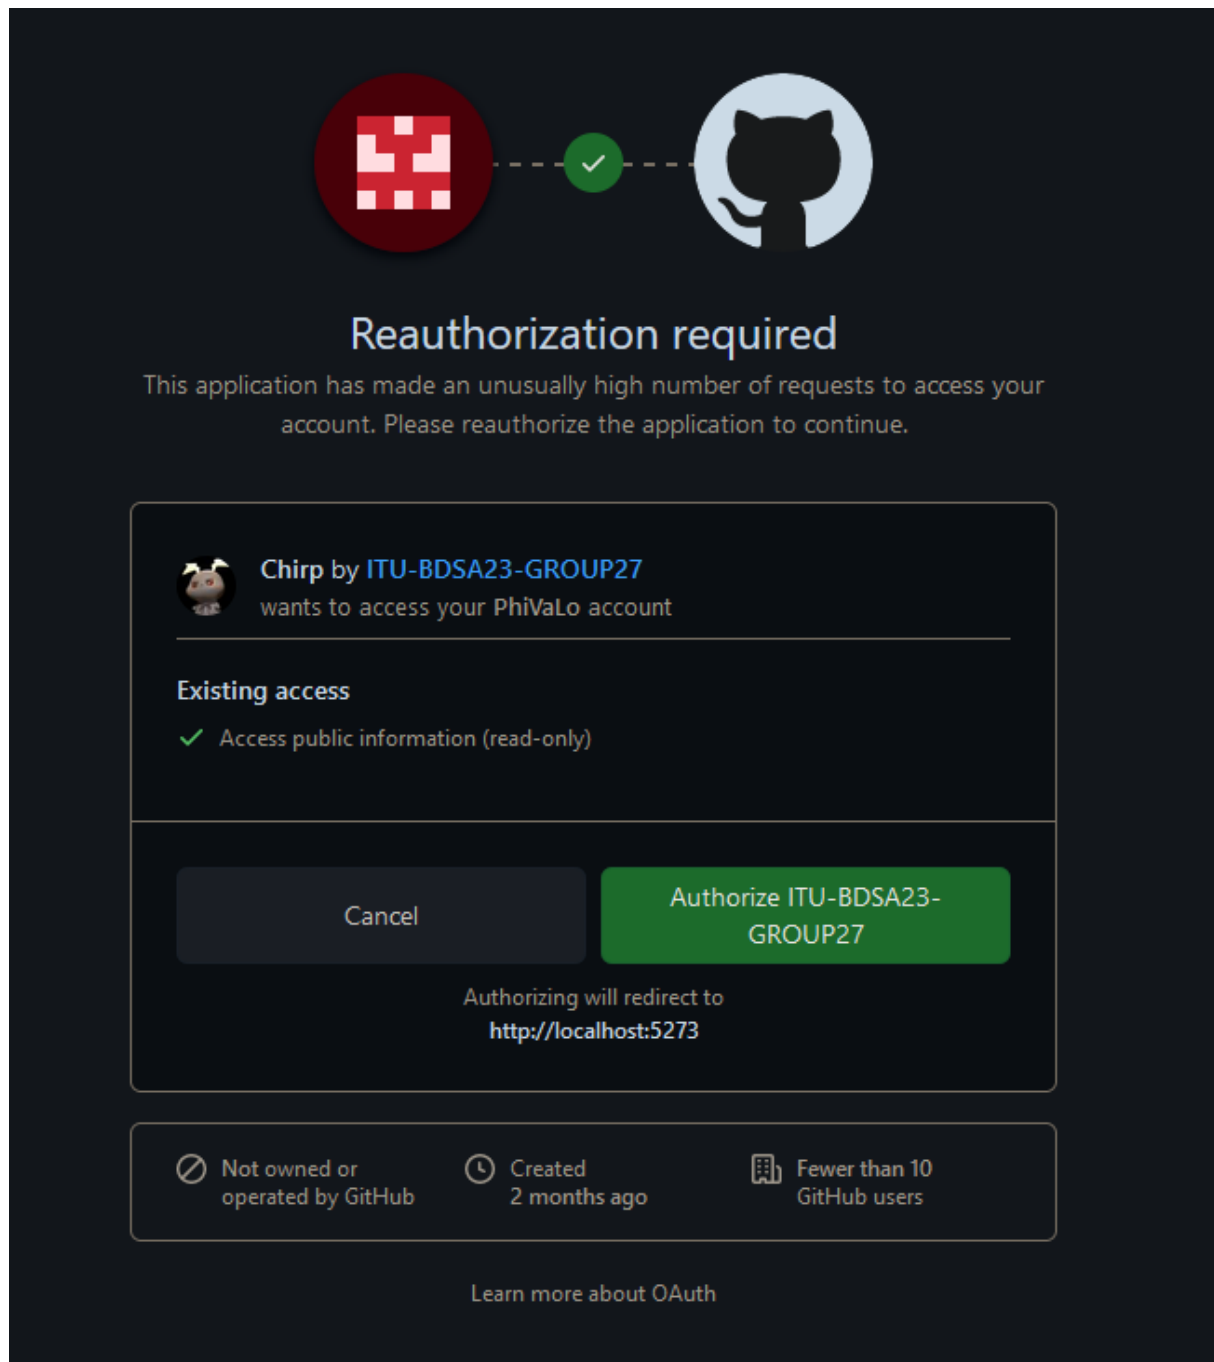 Reauthorization required
This application has made an unusually high number of requests to access your
account. Please reauthorize the application to continue.
Chirp by ITU-BDSA23-GROUP27
wants to access your PhiVaLo account
Existing access
Access public information (read-only)
Cancel
Authorize ITU-BDSA23-
GROUP27
Authorizing will redirect to
http://localhost:5273
Not owned or
operated by GitHub
Created
2 months ago
Fewer than 10
GitHub users
Learn more about OAuth